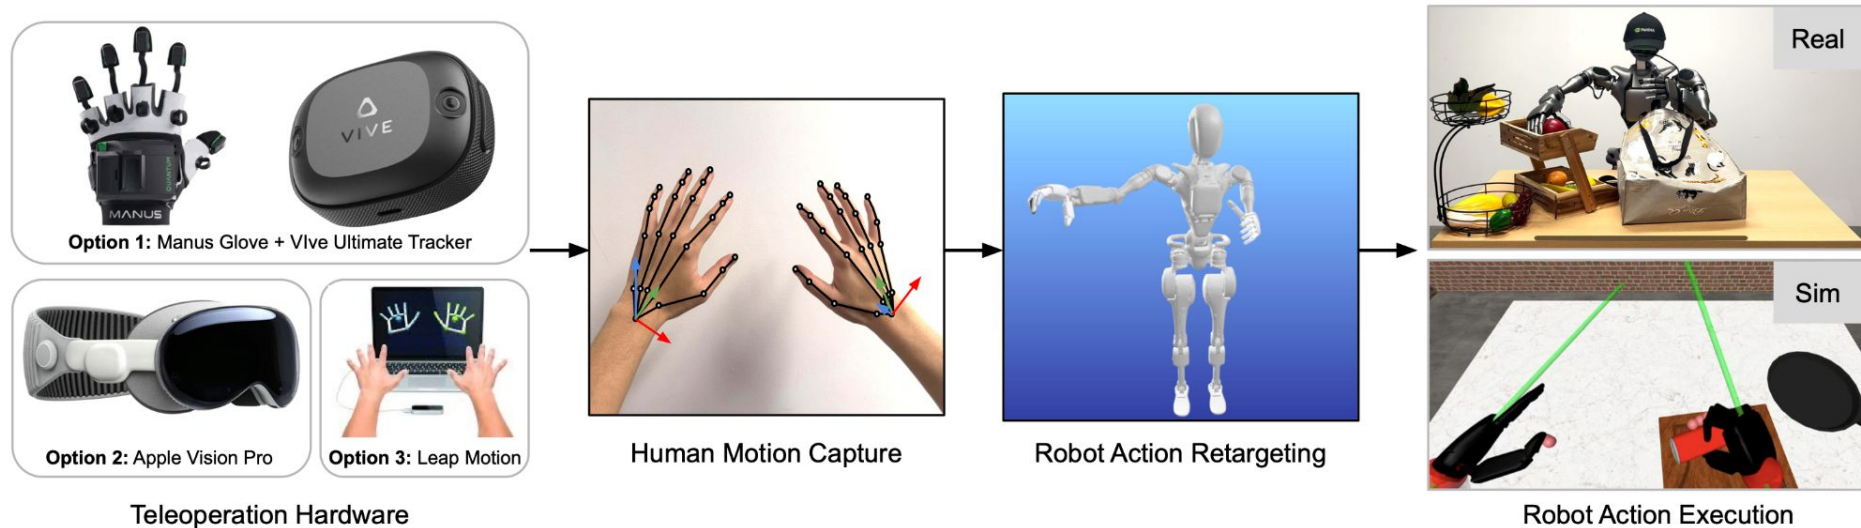 QUANTUM
MANUS
VIVE
Option 1: Manus Glove + VIve Ultimate Tracker
Option 2: Apple Vision Pro
Option 3: Leap Motion
Teleoperation Hardware
Human Motion Capture
Robot Action Retargeting
Real
Sim
Robot Action Execution